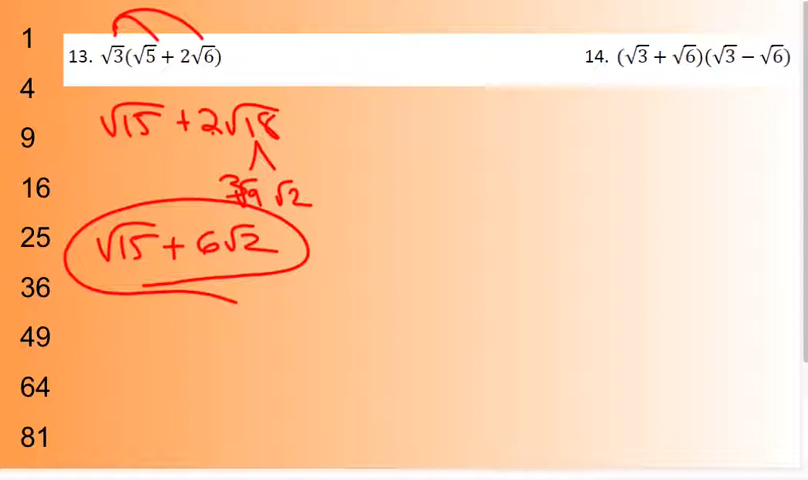 1
4
9
16
25
36
49
64
81
13. √3(√5 + 2√6)
14. (√3 + √6)(√3 − √6)
√15 + 2√18
√9 √2
√15 + 6√2